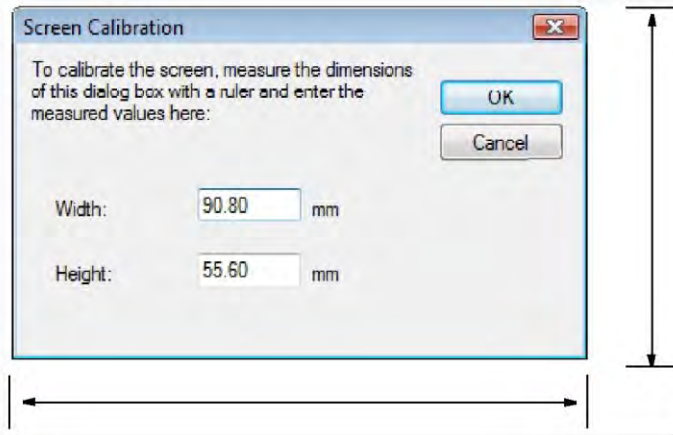 Screen Calibration
To calibrate the screen, measure the dimensions
of this dialog box with a ruler and enter the
measured values here:
OK
Cancel
Width: 90.80 mm
Height: 55.60 mm